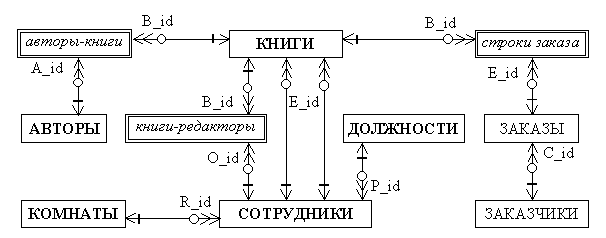 B_id
B_id
авторы-книги
КНИГИ
строки заказа
A_id
E_id
B_id
E_id
АВТОРЫ
книги-редакторы
ДОЛЖНОСТИ
ЗАКАЗЫ
O_id
C_id
P_id
R_id
КОМНАТЫ
СОТРУДНИКИ
ЗАКАЗЧИКИ